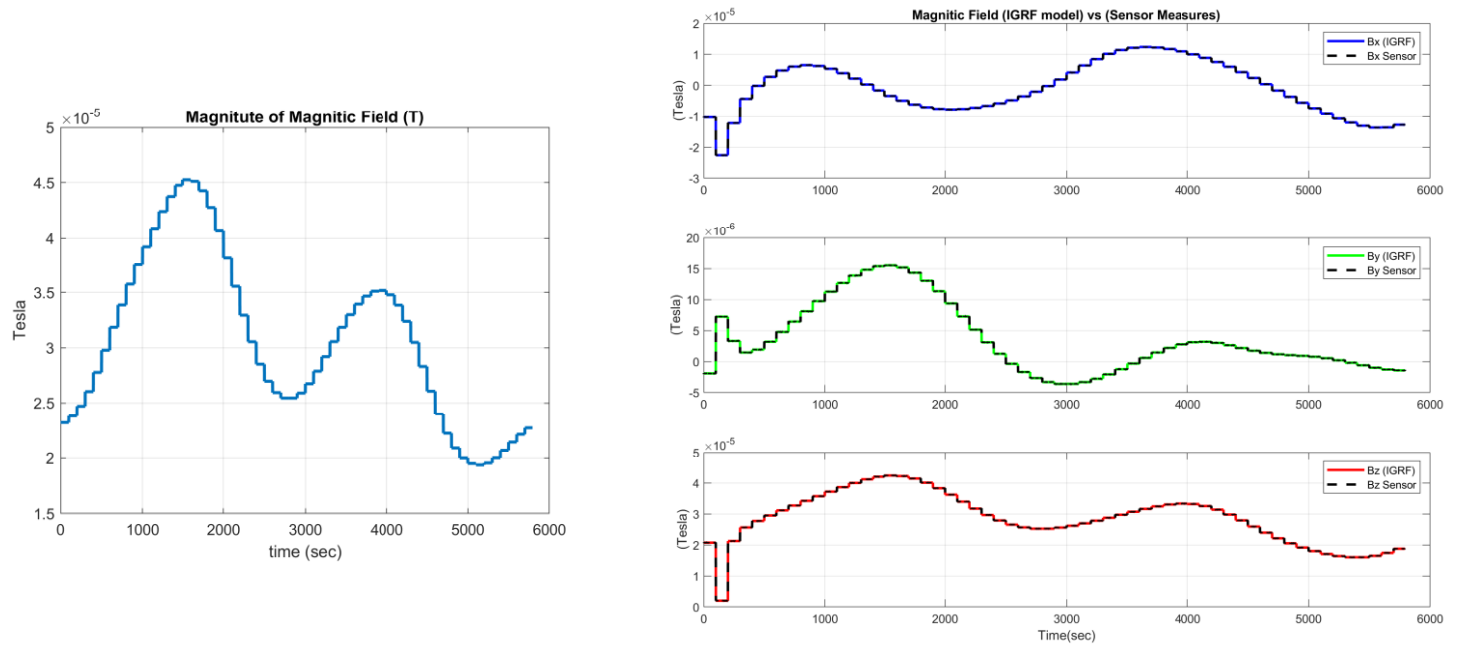 Magnitute of Magnitic Field (T)
×10⁻⁵
5
4.5
4
3.5
3
2.5
2
1.5
0 1000 2000 3000 4000 5000 6000
Tesla
time (sec)
Magnitic Field (IGRF model) vs (Sensor Measures)
×10⁻⁵
2
1
0
-1
-2
-3
(Tesla)
Bx (IGRF)
Bx Sensor
0 1000 2000 3000 4000 5000 6000
×10⁻⁶
20
15
10
5
0
-5
(Tesla)
By (IGRF)
By Sensor
0 1000 2000 3000 4000 5000 6000
×10⁻⁵
5
4
3
2
1
0
(Tesla)
Bz (IGRF)
Bz Sensor
0 1000 2000 3000 4000 5000 6000
Time(sec)